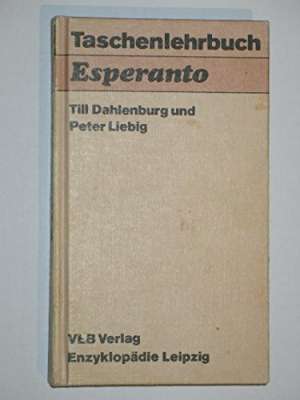 Taschenlehrbuch
Esperanto
Till Dahlenburg und
Peter Liebig
VEB Verlag
Enzyklopädie Leipzig